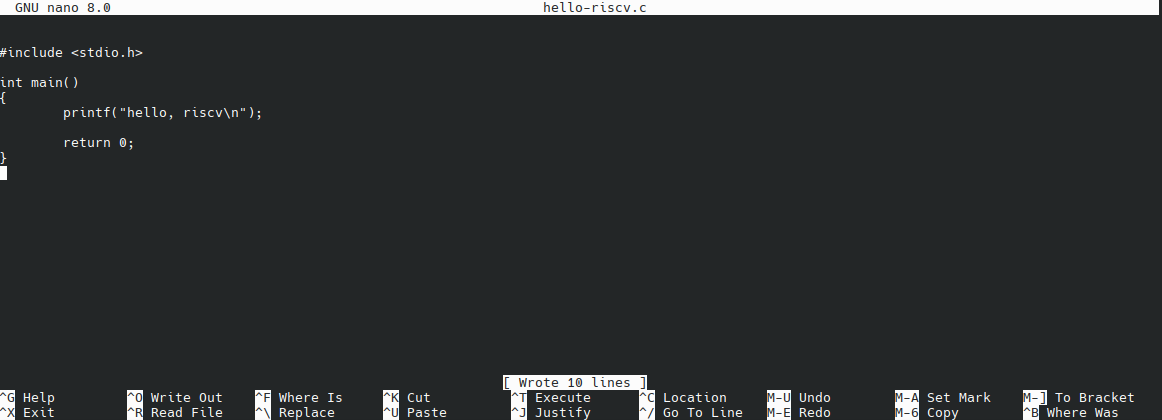 GNU nano 8.0 hello-riscv.c
#include <stdio.h>
int main()
{
printf("hello, riscv\n");
return 0;
}
[ Wrote 10 lines ]
^G Help ^O Write Out ^F Where Is ^K Cut ^T Execute ^C Location M-U Undo M-A Set Mark M-] To Bracket
^X Exit ^R Read File ^\ Replace ^U Paste ^J Justify ^/ Go To Line M-E Redo M-6 Copy ^B Where Was